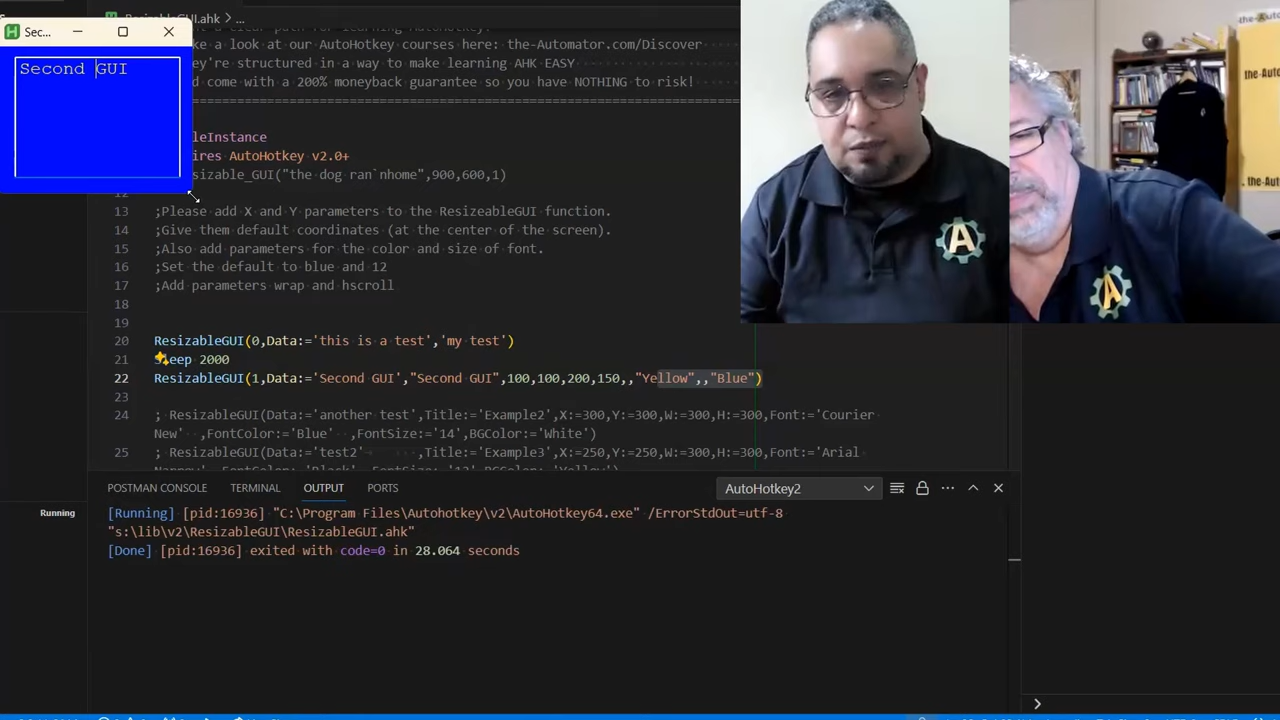 ResizableGUI.ahk > ...
Sec...
Second GUI
ke a look at our AutoHotkey courses here: the-Automator.com/Discover
y're structured in a way to make learning AHK EASY
d come with a 200% moneyback guarantee so you have NOTHING to risk!
leInstance
ires AutoHotkey v2.0+
sizable_GUI("the dog ran`nhome",900,600,1)
12
13 ;Please add X and Y parameters to the ResizeableGUI function.
14 ;Give them default coordinates (at the center of the screen).
15 ;Also add parameters for the color and size of font.
16 ;Set the default to blue and 12
17 ;Add parameters wrap and hscroll
18
19
20 ResizableGUI(0,Data:='this is a test','my test')
21 Sleep 2000
22 ResizableGUI(1,Data:='Second GUI',"Second GUI",100,100,200,150,,"Yellow",,"Blue")
23
24 ; ResizableGUI(Data:='another test',Title:='Example2',X:=300,Y:=300,W:=300,H:=300,Font:='Courier
New' ,FontColor:='Blue' ,FontSize:='14',BGColor:='White')
25 ; ResizableGUI(Data:='test2' ,Title:='Example3',X:=250,Y:=250,W:=300,H:=300,Font:='Arial
POSTMAN CONSOLE TERMINAL OUTPUT PORTS AutoHotkey2
Running
[Running] [pid:16936] "C:\Program Files\Autohotkey\v2\AutoHotkey64.exe" /ErrorStdOut=utf-8
"s:\lib\v2\ResizableGUI\ResizableGUI.ahk"
[Done] [pid:16936] exited with code=0 in 28.064 seconds
A
A
the-Aut
the-Auto